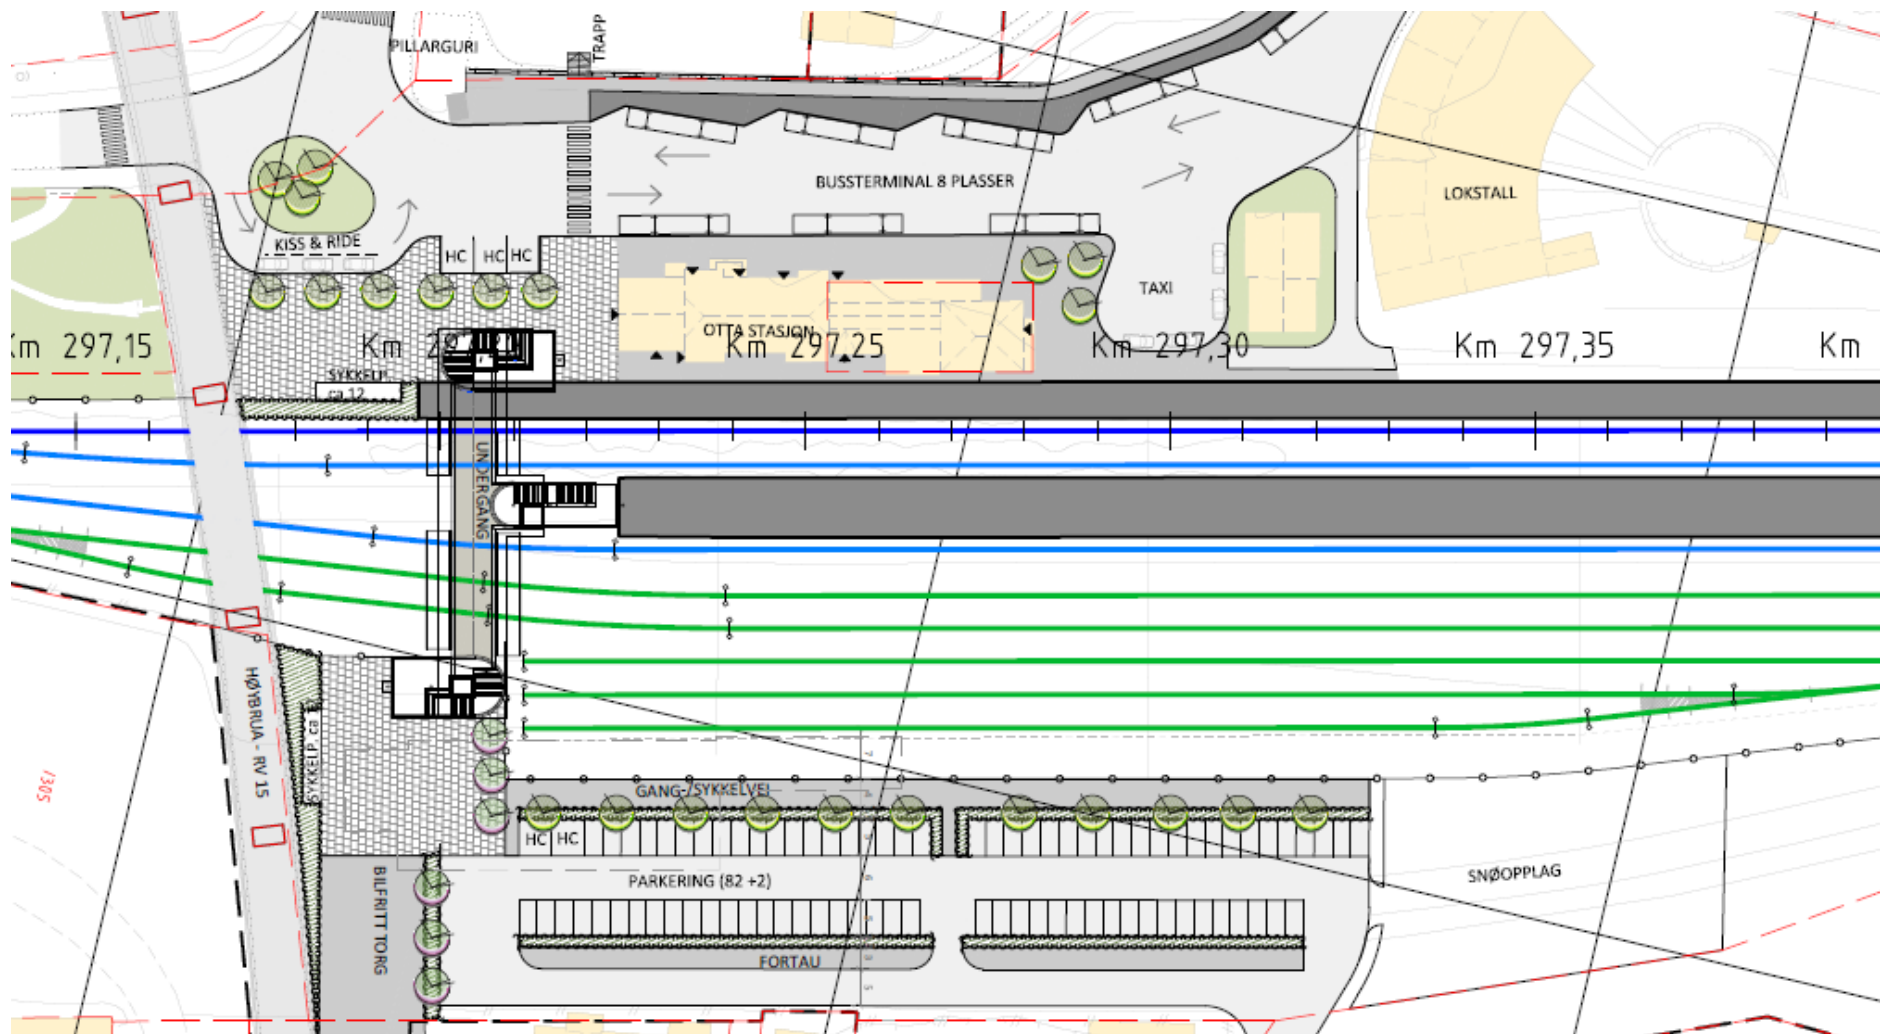 PILLARGURI
TRAPP
BUSSTERMINAL 8 PLASSER
LOKSTALL
KISS & RIDE
HC
HC
HC
TAXI
OTTA STASJON
Km 297,15
Km 297,25
Km 297,30
Km 297,35
Km
ca 12
UNDERGANG
HØYBRUA - RV 15
SYKKELP ca
1305
GANG-/SYKKELVEI
HC
HC
PARKERING (82 +2)
SNØOPPLAG
BILFRITT TORG
FORTAU